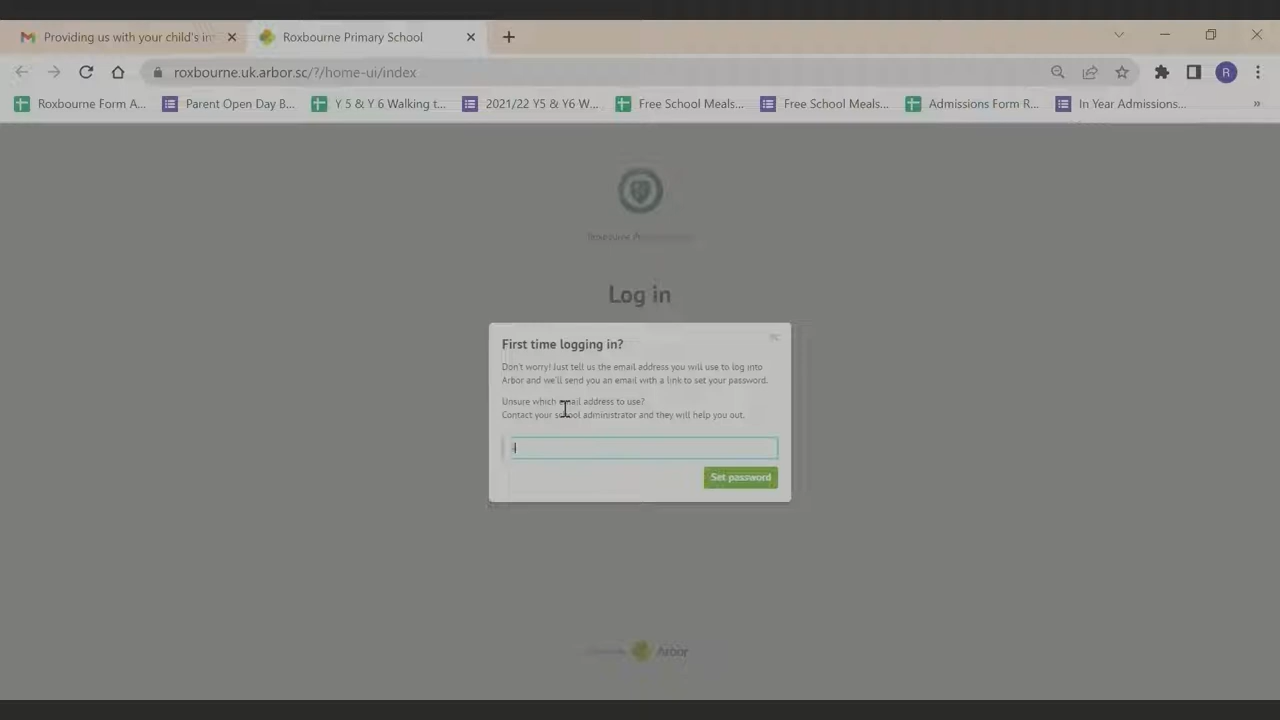 Providing us with your child's in
Roxbourne Primary School
roxbourne.uk.arbor.sc/?/home-ui/index
R
Roxbourne Form A...
Parent Open Day B...
Y 5 & Y 6 Walking t...
2021/22 Y5 & Y6 W...
Free School Meals...
Free School Meals...
Admissions Form R...
In Year Admissions...
Log in
First time logging in?
Don't worry! Just tell us the email address you will use to log into
Arbor and we'll send you an email with a link to set your password.
Unsure which email address to use?
Contact your school administrator and they will help you out.
Set password
Arbor